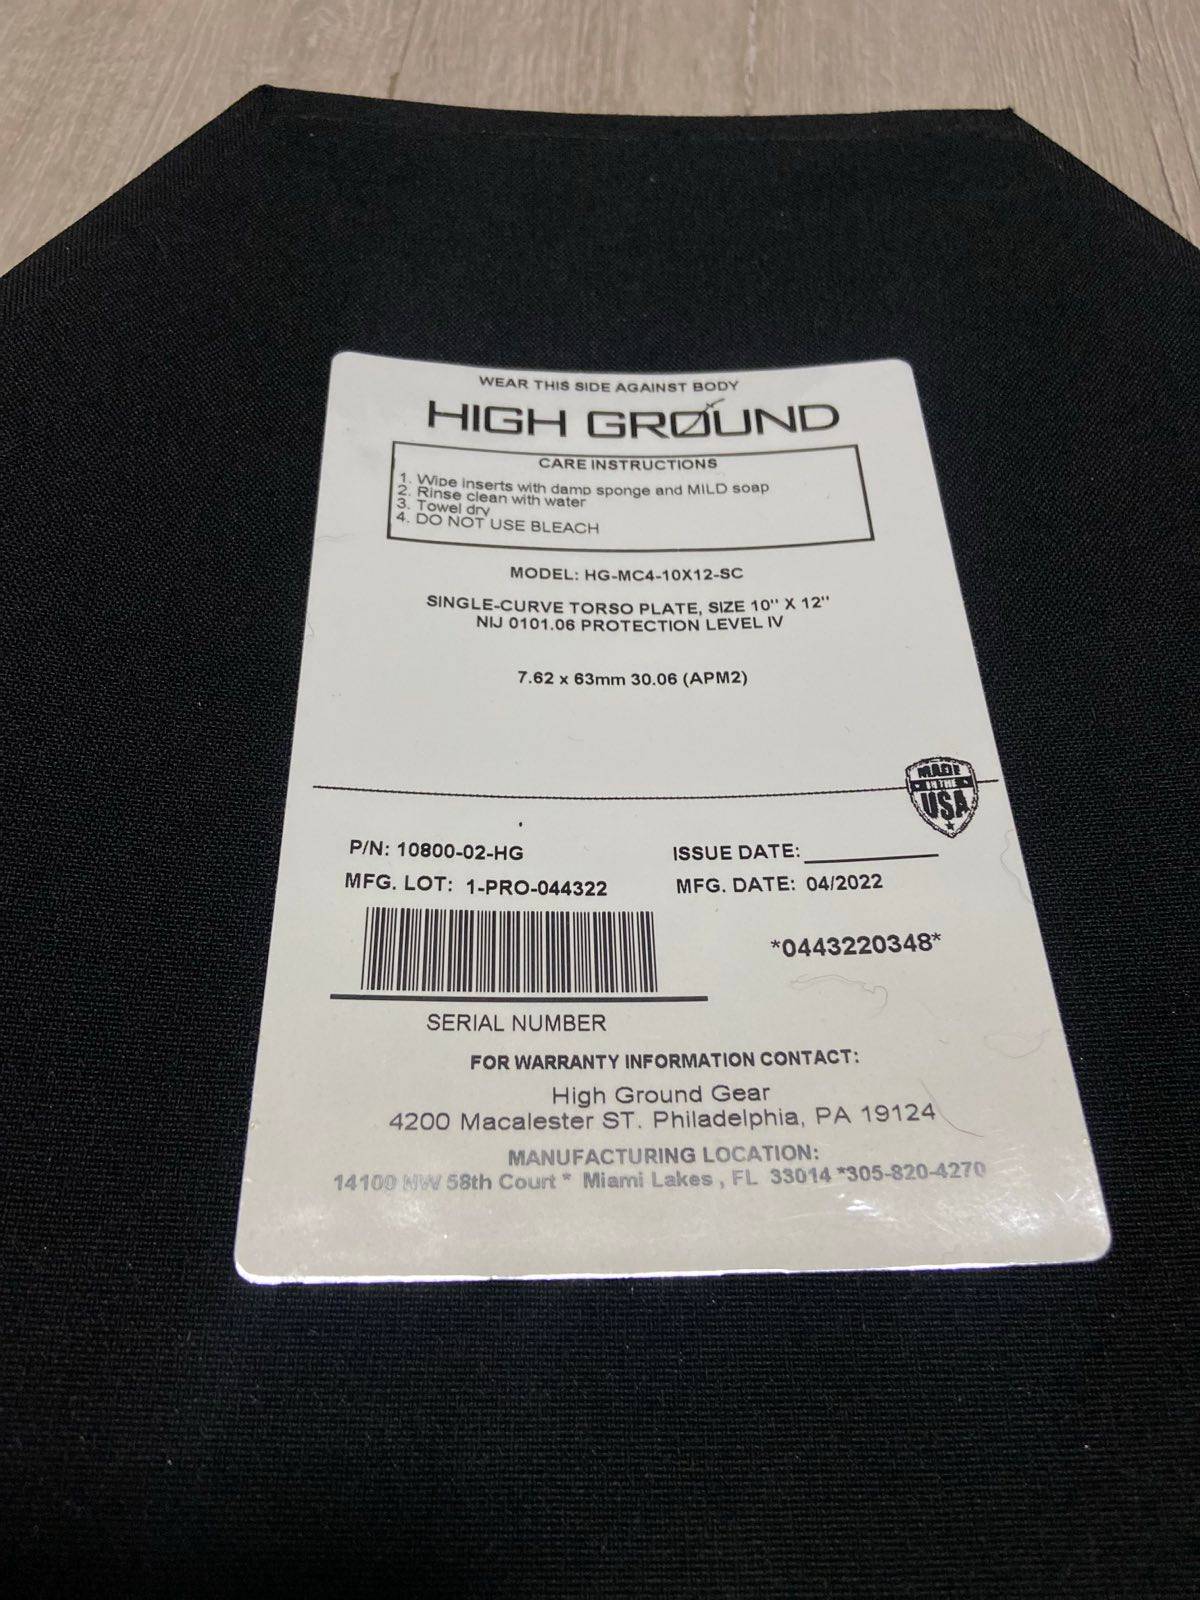 WEAR THIS SIDE AGAINST BODY
HIGH GRØUND
CARE INSTRUCTIONS
1. Wipe inserts with damp sponge and MILD soap
2. Rinse clean with water
3. Towel dry
4. DO NOT USE BLEACH
MODEL: HG-MC4-10X12-SC
SINGLE-CURVE TORSO PLATE, SIZE 10" X 12"
NIJ 0101.06 PROTECTION LEVEL IV
7.62 x 63mm 30.06 (APM2)
MADE
IN THE
USA
P/N: 10800-02-HG
ISSUE DATE:
MFG. LOT: 1-PRO-044322
MFG. DATE: 04/2022
*0443220348*
SERIAL NUMBER
FOR WARRANTY INFORMATION CONTACT:
High Ground Gear
4200 Macalester ST. Philadelphia, PA 19124
MANUFACTURING LOCATION:
14100 NW 58th Court * Miami Lakes , FL 33014 *305-820-4270